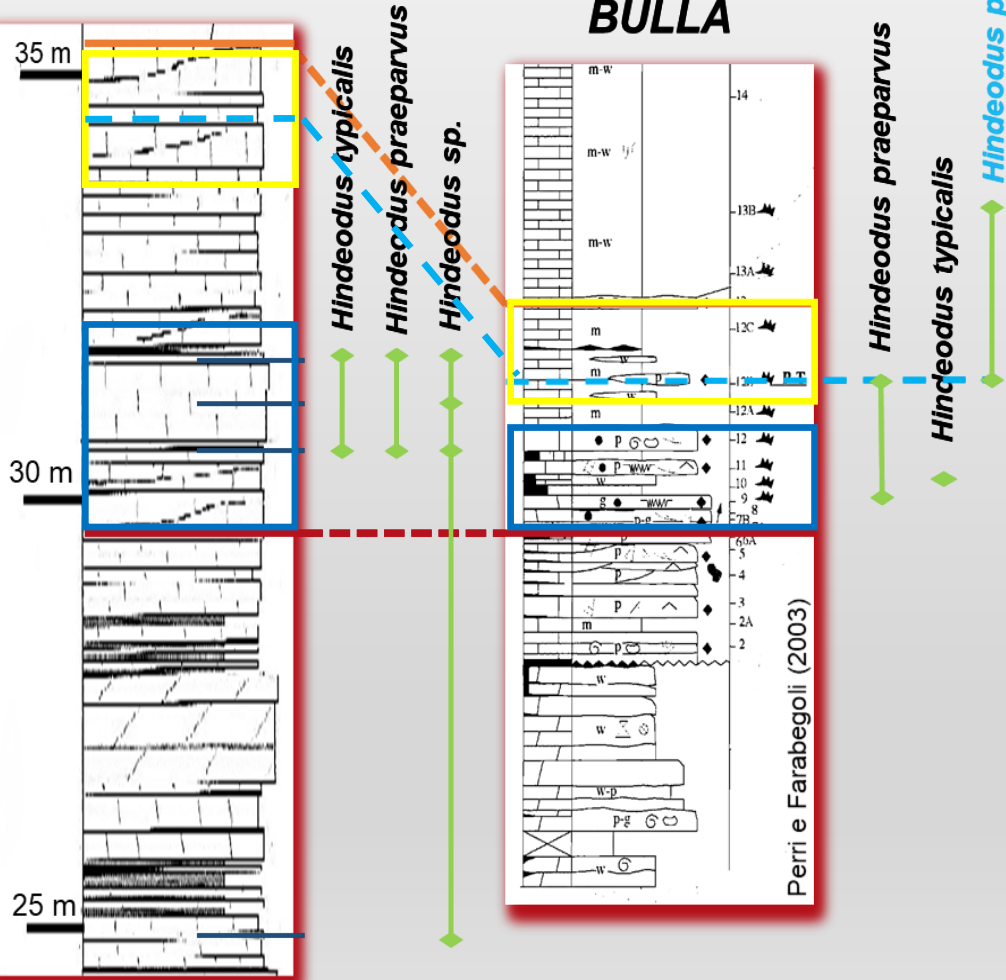 BULLA
35 m
30 m
25 m
Hindeodus typicalis
Hindeodus praeparvus
Hindeodus sp.
m-w
14
m-w
13B
m-w
13A
m
12C
w
m
p
P-T
w
m
12A
p
12
p
11
w
10
g
9
8
p-g
7B
p
6A
p
5
p
4
p
3
m
2A
p
2
w
w
w-p
p-g
w
Perri e Farabegoli (2003)
Hindeodus praeparvus
Hindeodus typicalis
Hindeodus p